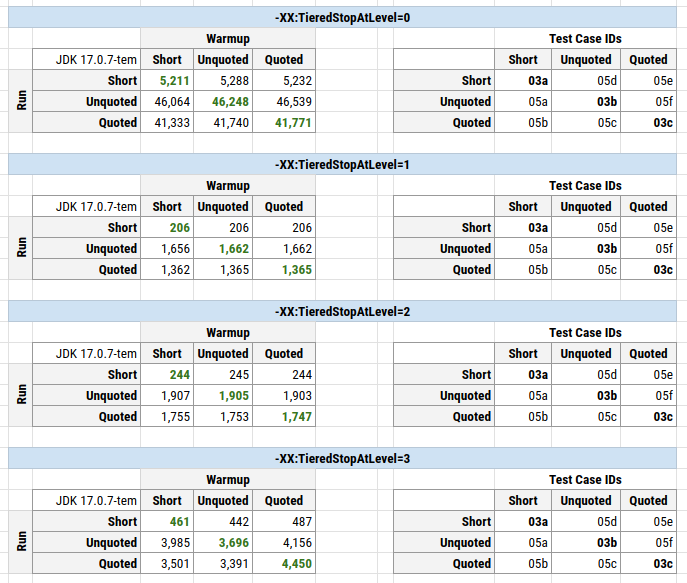 -XX:TieredStopAtLevel=0
Warmup Test Case IDs
JDK 17.0.7-tem Short Unquoted Quoted Short Unquoted Quoted
Run Short 5,211 5,288 5,232 Short 03a 05d 05e
Unquoted 46,064 46,248 46,539 Unquoted 05a 03b 05f
Quoted 41,333 41,740 41,771 Quoted 05b 05c 03c
-XX:TieredStopAtLevel=1
Warmup Test Case IDs
JDK 17.0.7-tem Short Unquoted Quoted Short Unquoted Quoted
Run Short 206 206 206 Short 03a 05d 05e
Unquoted 1,656 1,662 1,662 Unquoted 05a 03b 05f
Quoted 1,362 1,365 1,365 Quoted 05b 05c 03c
-XX:TieredStopAtLevel=2
Warmup Test Case IDs
JDK 17.0.7-tem Short Unquoted Quoted Short Unquoted Quoted
Run Short 244 245 244 Short 03a 05d 05e
Unquoted 1,907 1,905 1,903 Unquoted 05a 03b 05f
Quoted 1,755 1,753 1,747 Quoted 05b 05c 03c
-XX:TieredStopAtLevel=3
Warmup Test Case IDs
JDK 17.0.7-tem Short Unquoted Quoted Short Unquoted Quoted
Run Short 461 442 487 Short 03a 05d 05e
Unquoted 3,985 3,696 4,156 Unquoted 05a 03b 05f
Quoted 3,501 3,391 4,450 Quoted 05b 05c 03c